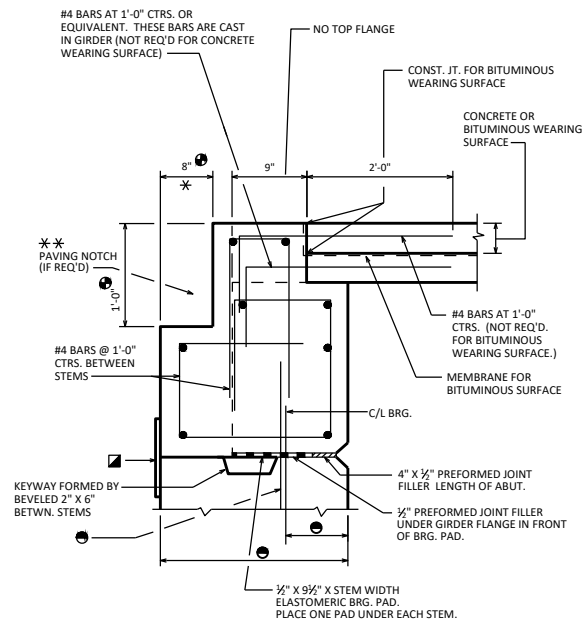 #4 BARS AT 1'-0" CTRS. OR
EQUIVALENT. THESE BARS ARE CAST
IN GIRDER (NOT REQ'D FOR CONCRETE
WEARING SURFACE)
NO TOP FLANGE
CONST. JT. FOR BITUMINOUS
WEARING SURFACE
CONCRETE OR
BITUMINOUS WEARING
SURFACE
8"
9"
2'-0"
PAVING NOTCH
(IF REQ'D)
1'-0"
#4 BARS AT 1'-0"
CTRS. (NOT REQ'D.
FOR BITUMINOUS
WEARING SURFACE.)
#4 BARS @ 1'-0"
CTRS. BETWEEN
STEMS
MEMBRANE FOR
BITUMINOUS SURFACE
C/L BRG.
4" X ½" PREFORMED JOINT
FILLER LENGTH OF ABUT.
KEYWAY FORMED BY
BEVELED 2" X 6"
BETWN. STEMS
½" PREFORMED JOINT FILLER
UNDER GIRDER FLANGE IN FRONT
OF BRG. PAD.
½" X 9½" X STEM WIDTH
ELASTOMERIC BRG. PAD.
PLACE ONE PAD UNDER EACH STEM.